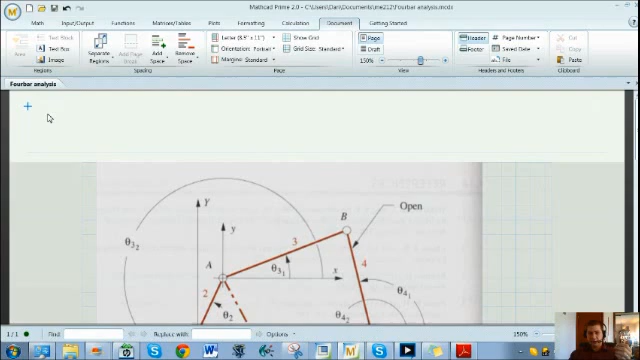 Mathcad Prime 2.0 - C:\Users\Dan\Documents\me212\Fourbar analysis.mcdx
Math Input/Output Functions Matrices/Tables Plots Formatting Calculation Document Getting Started
Area
Math Region
Text Box
Image
Regions
Separate Regions
Add Space
Remove Space
Spacing
Letter (8.5" x 11")
Orientation: Portrait
Margins: Standard
Show Grid
Grid Size: Standard
Page
Page
Draft
150%
View
Header
Footer
Page Number
Saved Date
Image
Headers and Footers
Cut
Copy
Paste
Clipboard
Fourbar analysis
Y
y
B
Open
θ32
3
A
4
θ31
x
2
θ41
θ2
θ42
1 / 1
Find:
Replace with:
Options
150%